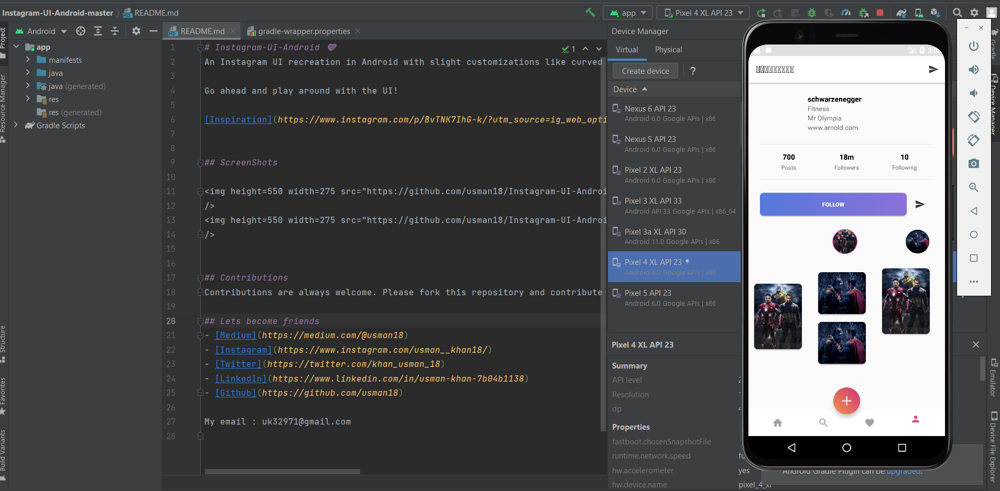 Instagram-UI-Android-master
README.md
app
Pixel 4 XL API 23
Project
Resource Manager
Structure
Favorites
Build Variants
Android
app
manifests
java
java (generated)
res
res (generated)
Gradle Scripts
README.md
gradle-wrapper.properties
1
1 # Instagram-UI-Android 💜
2 An Instagram UI recreation in Android with slight customizations like curved
3
4 Go ahead and play around with the UI!
5
6 [Inspiration](https://www.instagram.com/p/BvTNK7IhG-k/?utm_source=ig_web_opti
7
8
9 ## ScreenShots
10
11 <img height=550 width=275 src="https://github.com/usman18/Instagram-UI-Androi
12 />
13 <img height=550 width=275 src="https://github.com/usman18/Instagram-UI-Androi
14 />
15
16
17 ## Contributions
18 Contributions are always welcome. Please fork this repository and contribute
19
20 ## Lets become friends
21 - [Medium](https://medium.com/@usman18)
22 - [Instagram](https://www.instagram.com/usman__khan18/)
23 - [Twitter](https://twitter.com/khan_usman_18)
24 - [LinkedIn](https://www.linkedin.com/in/usman-khan-7b04b1138)
25 - [Github](https://github.com/usman18)
26
27 My email : uk32971@gmail.com
28
Device Manager
Virtual
Physical
Create device
?
Device
Nexus 6 API 23
Android 6.0 Google APIs | x86
Nexus S API 23
Android 6.0 Google APIs | x86
Pixel 2 XL API 23
Android 6.0 Google APIs | x86
Pixel 3 XL API 33
Android API 33 Google APIs | x86_64
Pixel 3a XL API 30
Android 11.0 Google APIs | x86
Pixel 4 XL API 23
Android 6.0 Google APIs | x86
Pixel 5 API 23
Android 6.0 Google APIs | x86
Pixel 4 XL API 23
Summary
API level
Resolution
dp
Properties
fastboot.chosenSnapshotFile
runtime.network.speed
hw.accelerometer yes
hw.device.name pixel_4_xl
schwarzenegger
Fitness
Mr Olympia
www.arnold.com
700
Posts
18m
Followers
10
Following
FOLLOW
Android Gradle Plugin can be upgraded.
Gradle
Device Manager
Emulator
Device File Explorer